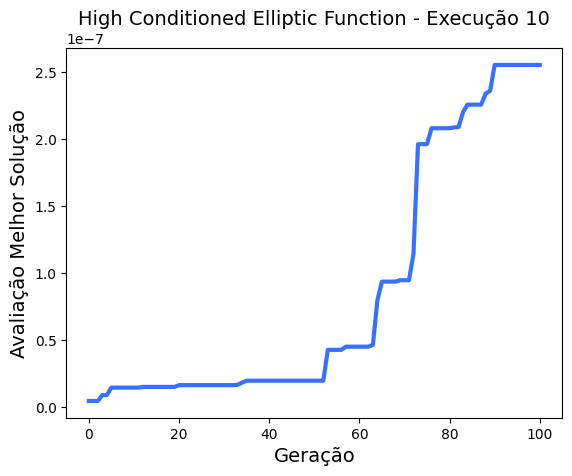 High Conditioned Elliptic Function - Execução 10
1e−7
2.5
2.0
1.5
1.0
0.5
0.0
Avaliação Melhor Solução
0 20 40 60 80 100
Geração